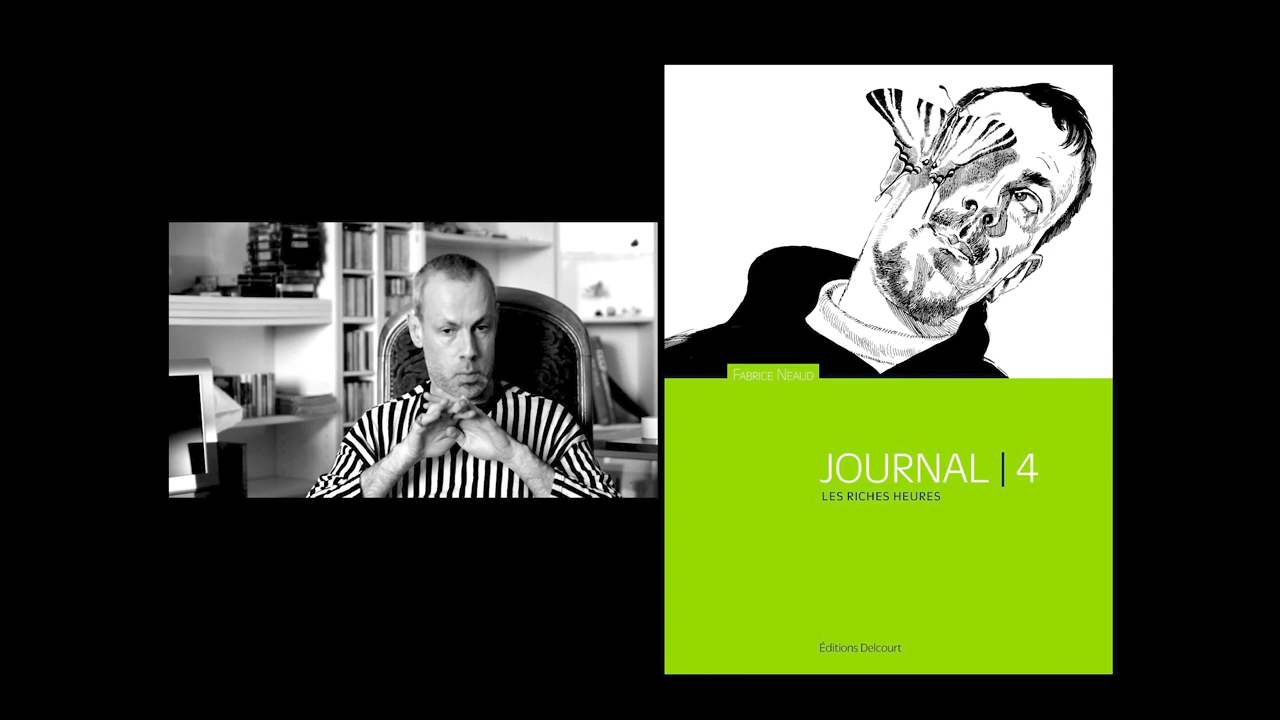 FABRICE NEAUD
JOURNAL | 4
LES RICHES HEURES
Éditions Delcourt